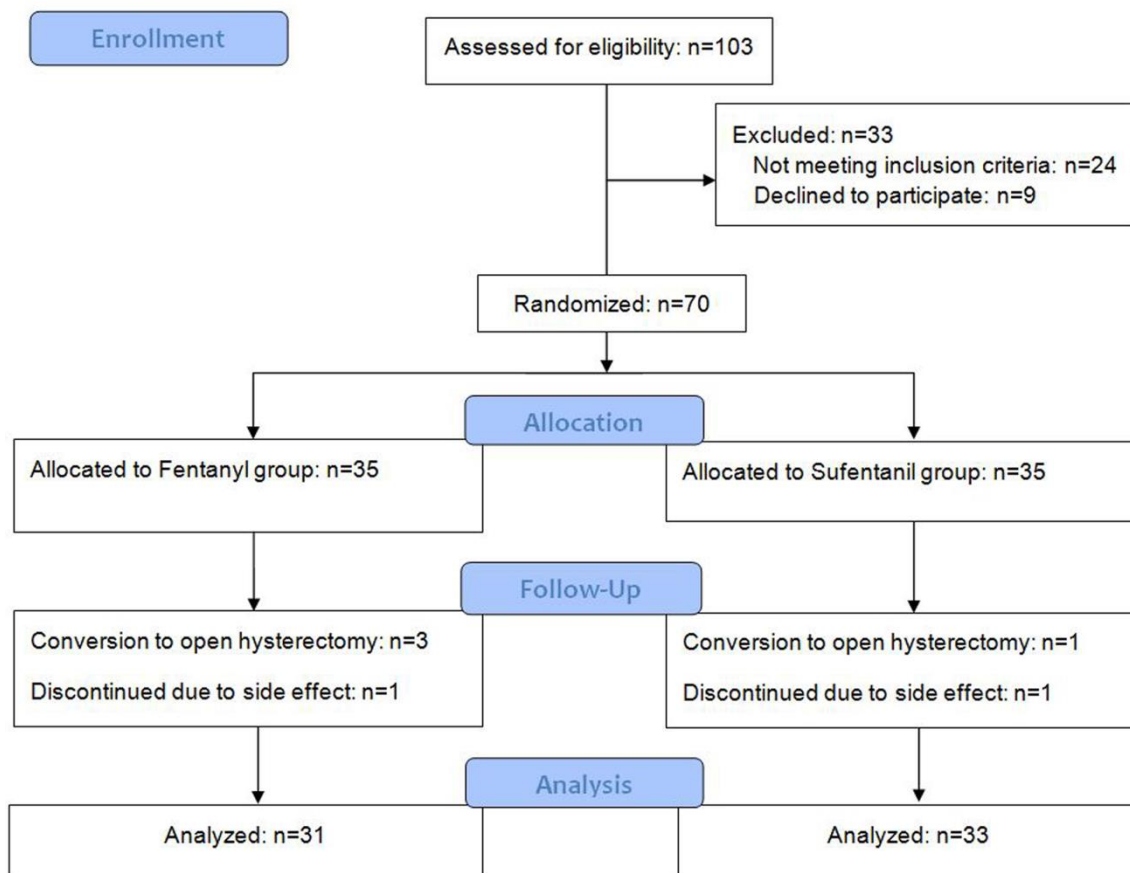 Enrollment
Assessed for eligibility: n=103
Excluded: n=33
Not meeting inclusion criteria: n=24
Declined to participate: n=9
Randomized: n=70
Allocation
Allocated to Fentanyl group: n=35
Allocated to Sufentanil group: n=35
Follow-Up
Conversion to open hysterectomy: n=3
Discontinued due to side effect: n=1
Conversion to open hysterectomy: n=1
Discontinued due to side effect: n=1
Analysis
Analyzed: n=31
Analyzed: n=33